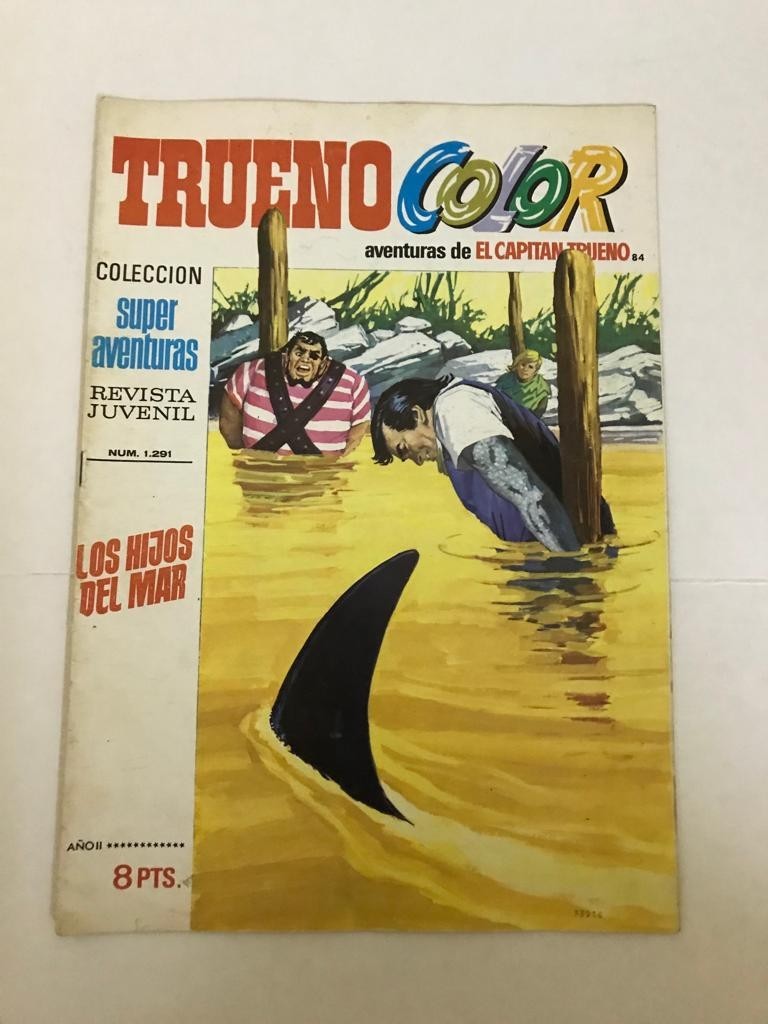 TRUENO COLOR
aventuras de EL CAPITAN TRUENO 84
COLECCION
super
aventuras
REVISTA
JUVENIL
NUM. 1.291
LOS HIJOS
DEL MAR
AÑO II ************
8 PTS.